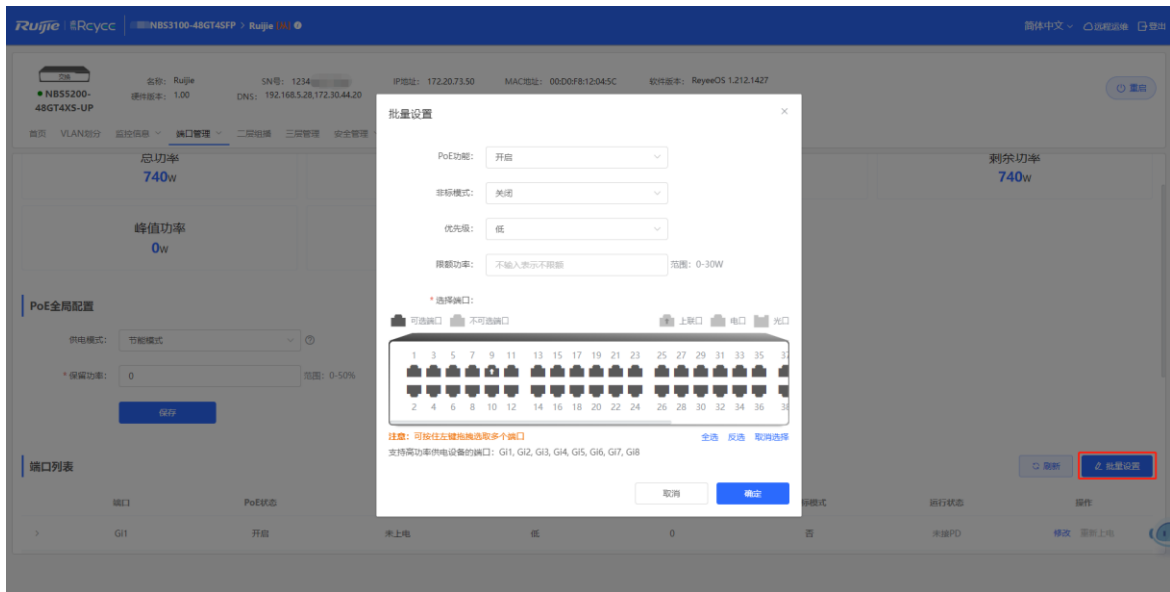 Ruijie Rcycc NBS3100-48GT4SFP > Ruijie 简体中文 远程运维 登出
交换
NBS5200-48GT4XS-UP
名称: Ruijie SN号: 1234 IP地址: 172.20.73.50 MAC地址: 00:D0:F8:12:04:5C 软件版本: ReyeeOS 1.212.1427
硬件版本: 1.00 DNS: 192.168.5.28,172.30.44.20
重启
首页 VLAN划分 监控信息 端口管理 二层组播 三层管理 安全管理
总功率
740W
剩余功率
740W
峰值功率
0W
PoE全局配置
供电模式: 节能模式
* 保留功率: 0 范围: 0-50%
保存
批量设置
PoE功能: 开启
非标模式: 关闭
优先级: 低
限额功率: 不输入表示不限额 范围: 0-30W
* 选择端口:
可选端口 不可选端口 上联口 电口 光口
1 3 5 7 9 11 13 15 17 19 21 23 25 27 29 31 33 35 37
2 4 6 8 10 12 14 16 18 20 22 24 26 28 30 32 34 36 38
注意: 可按住左键拖拽选取多个端口 全选 反选 取消选择
支持高功率供电设备的端口: Gi1, Gi2, Gi3, Gi4, Gi5, Gi6, Gi7, Gi8
取消 确定
端口列表 刷新 批量设置
端口 PoE状态 标模式 运行状态 操作
Gi1 开启 未上电 低 0 否 未接PD 修改 重新上电